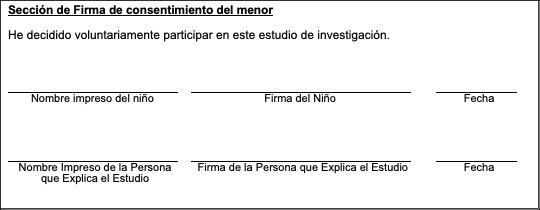 Sección de Firma de consentimiento del menor
He decidido voluntariamente participar en este estudio de investigación.
Nombre impreso del niño Firma del Niño Fecha
Nombre Impreso de la Persona Firma de la Persona que Explica el Estudio Fecha
que Explica el Estudio